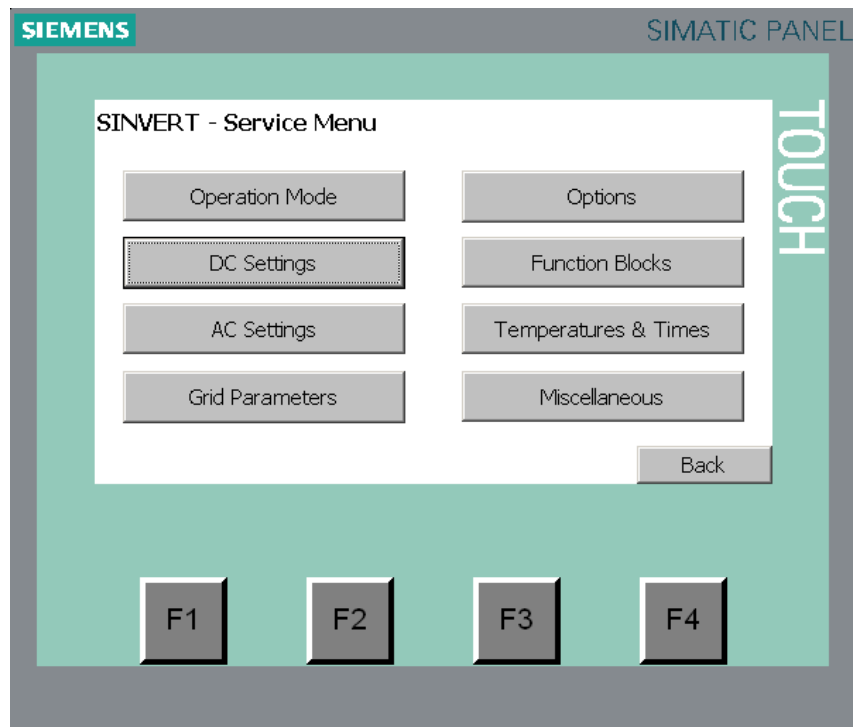 SIEMENS
SIMATIC PANEL
TOUCH
SINVERT - Service Menu
Operation Mode
Options
DC Settings
Function Blocks
AC Settings
Temperatures & Times
Grid Parameters
Miscellaneous
Back
F1
F2
F3
F4